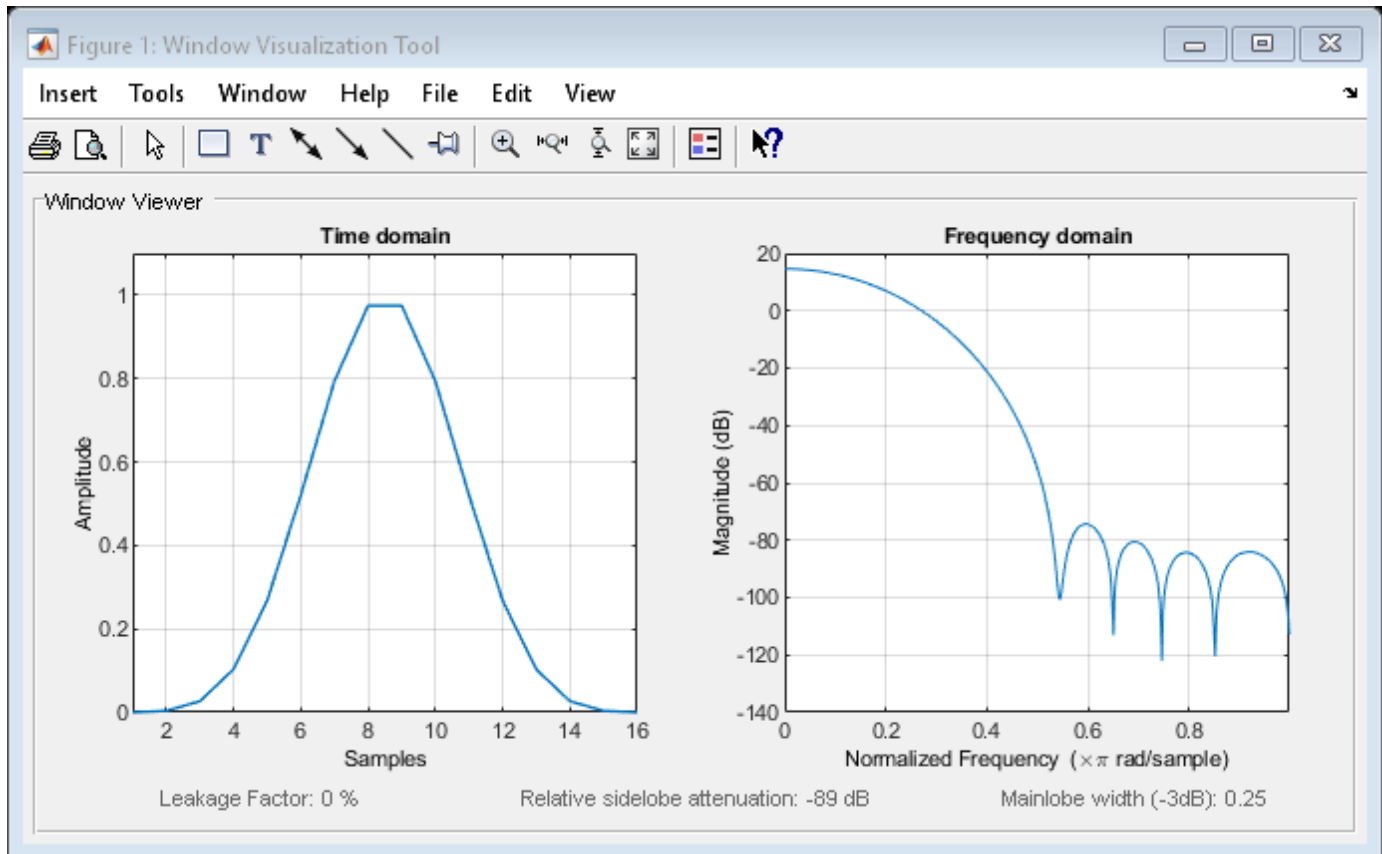 Figure 1: Window Visualization Tool
Insert Tools Window Help File Edit View
T
Window Viewer
Time domain
1
0.8
0.6
0.4
0.2
0
2 4 6 8 10 12 14 16
Amplitude
Samples
Frequency domain
20
0
-20
-40
-60
-80
-100
-120
-140
0 0.2 0.4 0.6 0.8
Magnitude (dB)
Normalized Frequency (×π rad/sample)
Leakage Factor: 0 % Relative sidelobe attenuation: -89 dB Mainlobe width (-3dB): 0.25